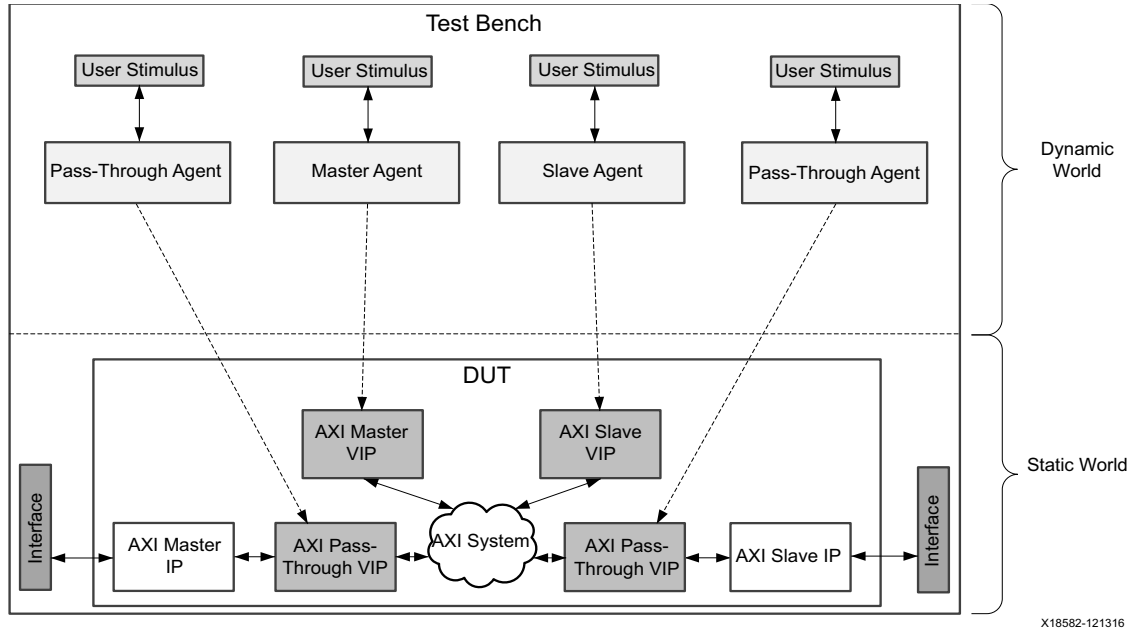 Test Bench
User Stimulus
User Stimulus
User Stimulus
User Stimulus
Pass-Through Agent
Master Agent
Slave Agent
Pass-Through Agent
Dynamic
World
DUT
AXI Master
VIP
AXI Slave
VIP
Static World
Interface
AXI Master
IP
AXI Pass-
Through VIP
AXI System
AXI Pass-
Through VIP
AXI Slave IP
Interface
X18582-121316